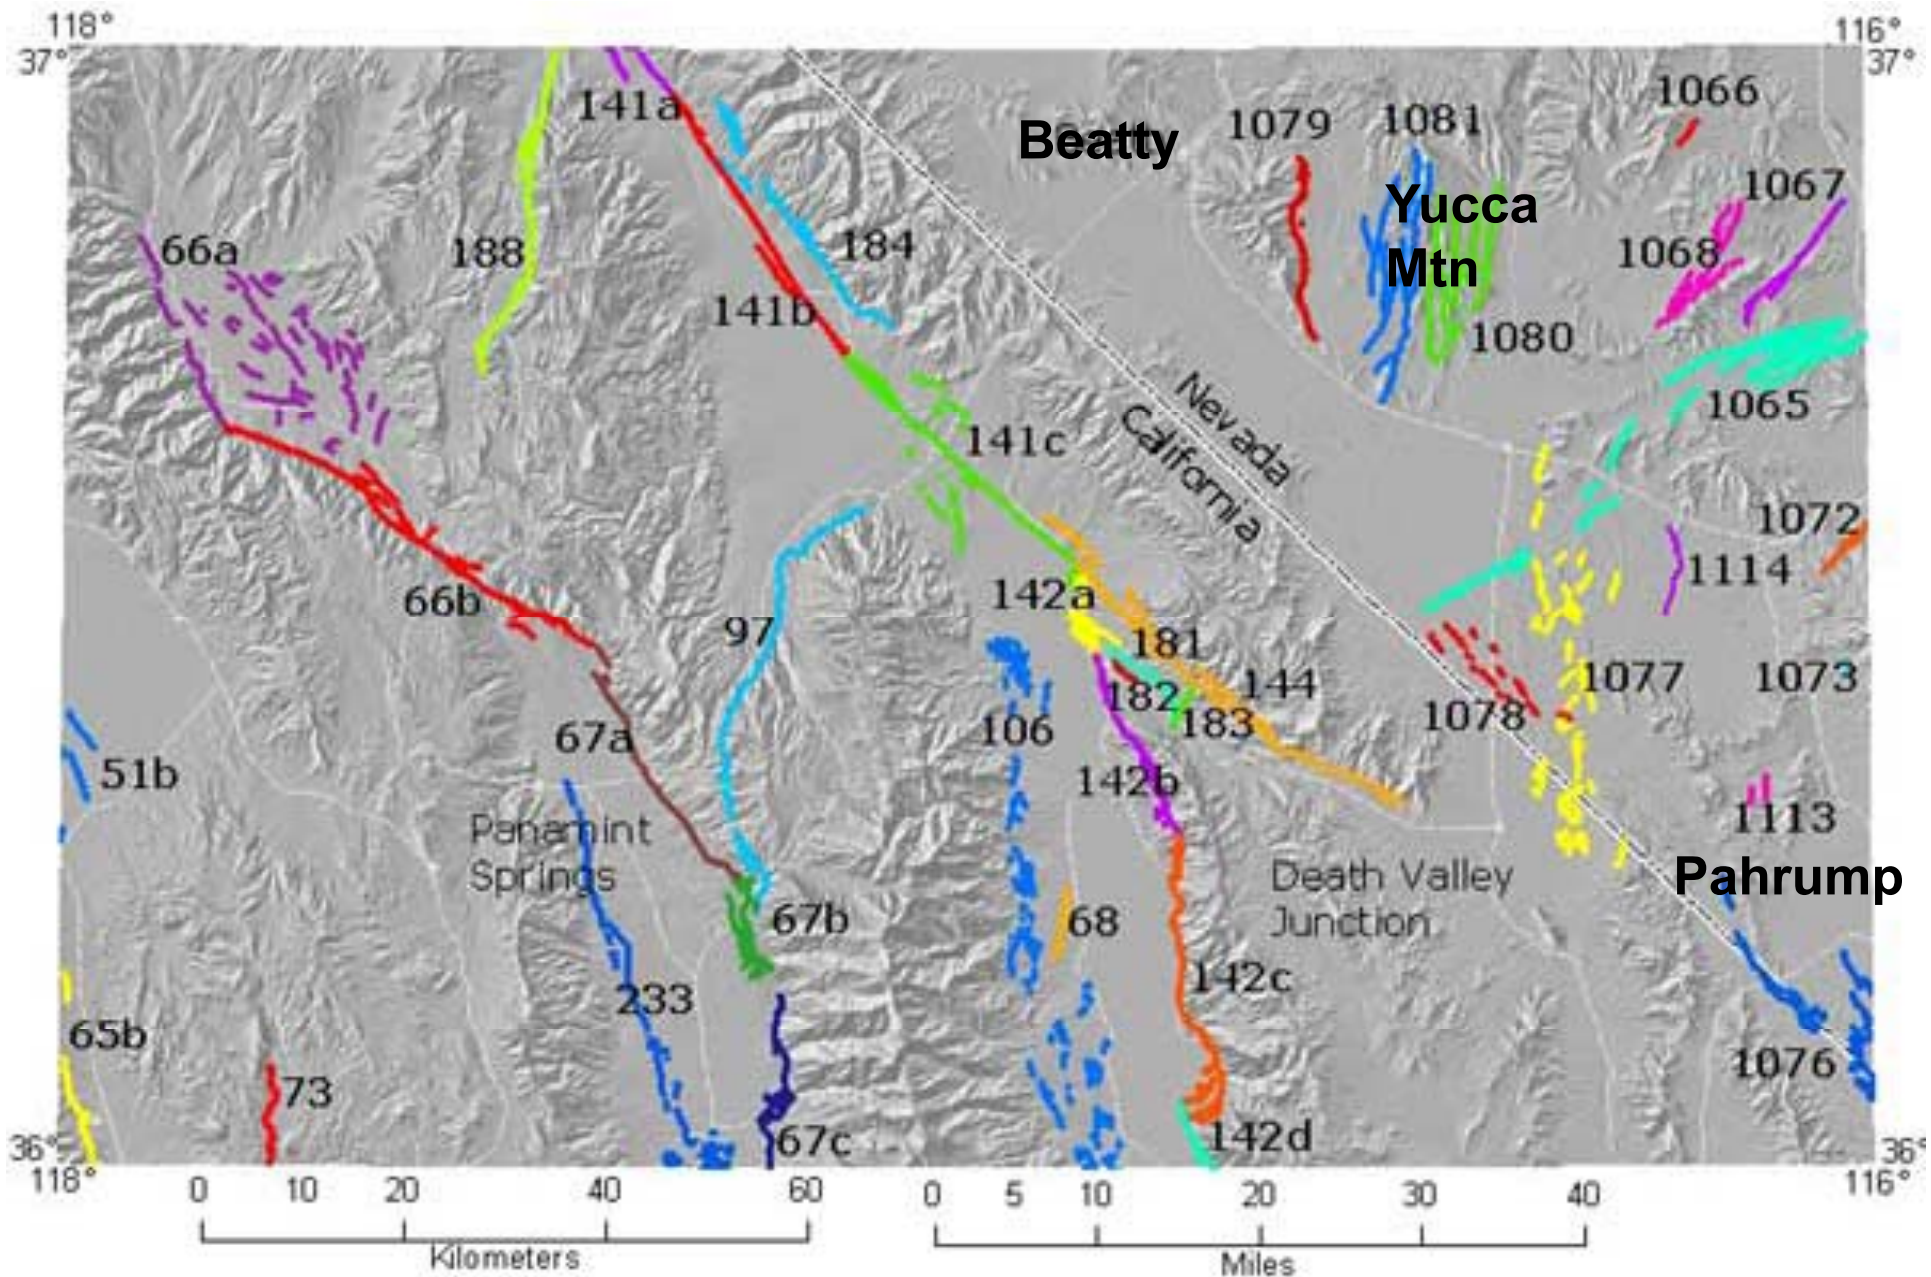 118°
116°
37°
37°
141a
1066
Beatty
1079
1081
1067
Yucca
66a
188
184
1068
Mtn
141b
1080
1065
Nevada
California
141c
1072
1114
66b
142a
97
181
1077
1073
182
144
67a
106
183
1078
51b
142b
1113
Panamint
Springs
Death Valley
Junction
Pahrump
67b
68
233
142c
65b
73
1076
67c
142d
36°
36°
118°
116°
0 10 20 40 60
0 5 10 20 30 40
Kilometers
Miles